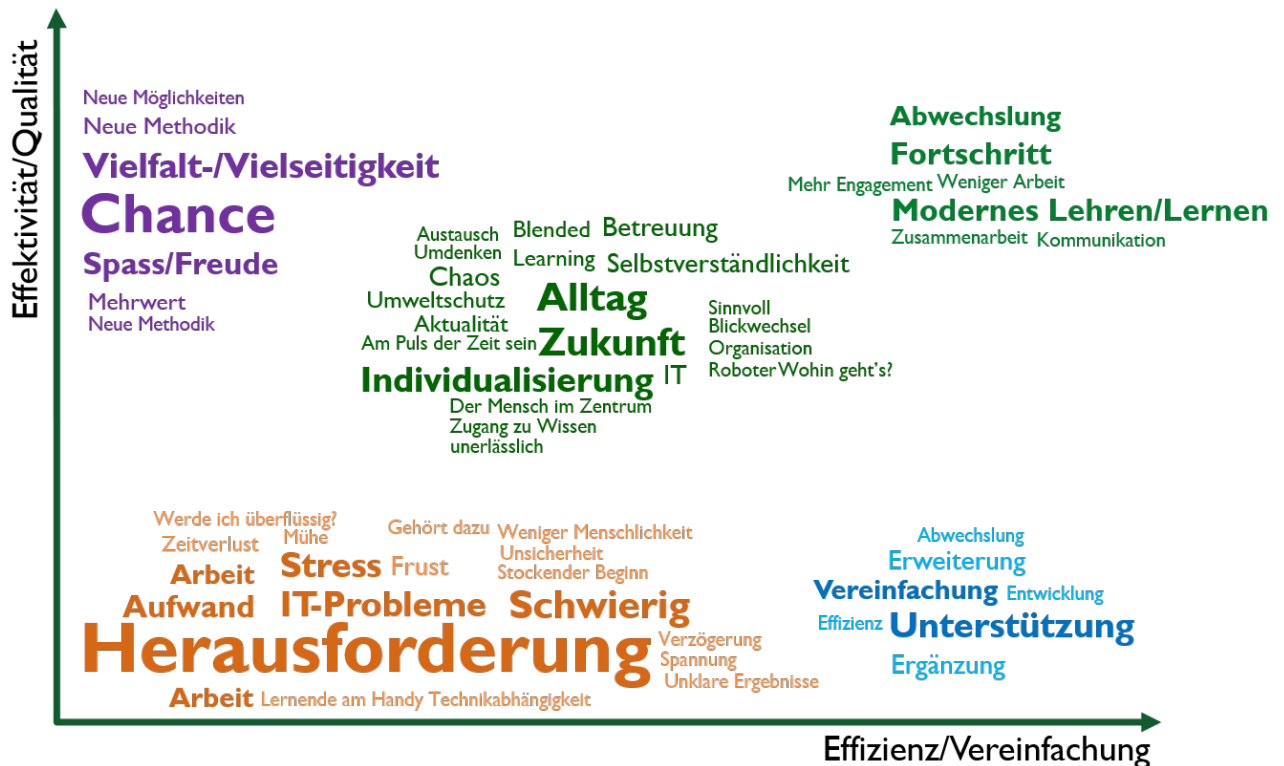 Effektivität/Qualität
Neue Möglichkeiten
Neue Methodik
Vielfalt-/Vielseitigkeit
Chance
Spass/Freude
Mehrwert
Neue Methodik
Abwechslung
Fortschritt
Mehr Engagement Weniger Arbeit
Modernes Lehren/Lernen
Zusammenarbeit Kommunikation
Austausch
Umdenken
Chaos
Umweltschutz
Aktualität
Am Puls der Zeit sein
Blended
Learning
Betreuung
Selbstverständlichkeit
Alltag
Zukunft
Individualisierung
IT
Sinnvoll
Blickwechsel
Organisation
Roboter Wohin geht's?
Der Mensch im Zentrum
Zugang zu Wissen
unerlässlich
Werde ich überflüssig?
Zeitverlust
Mühe
Gehört dazu
Weniger Menschlichkeit
Unsicherheit
Stockender Beginn
Arbeit
Stress
Frust
Aufwand
IT-Probleme
Schwierig
Herausforderung
Verzögerung
Spannung
Unklare Ergebnisse
Arbeit
Lernende am Handy Technikabhängigkeit
Abwechslung
Erweiterung
Vereinfachung
Entwicklung
Effizienz
Unterstützung
Ergänzung
Effizienz/Vereinfachung